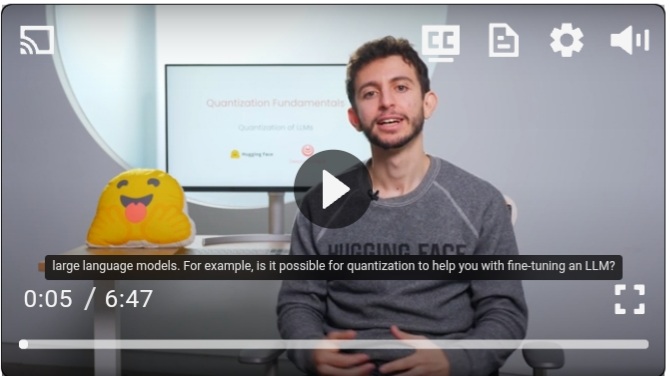 CC
Quantization Fundamentals
Quantization of LLMs
Hugging Face
HUGGING FACE
large language models. For example, is it possible for quantization to help you with fine-tuning an LLM?
0:05 / 6:47